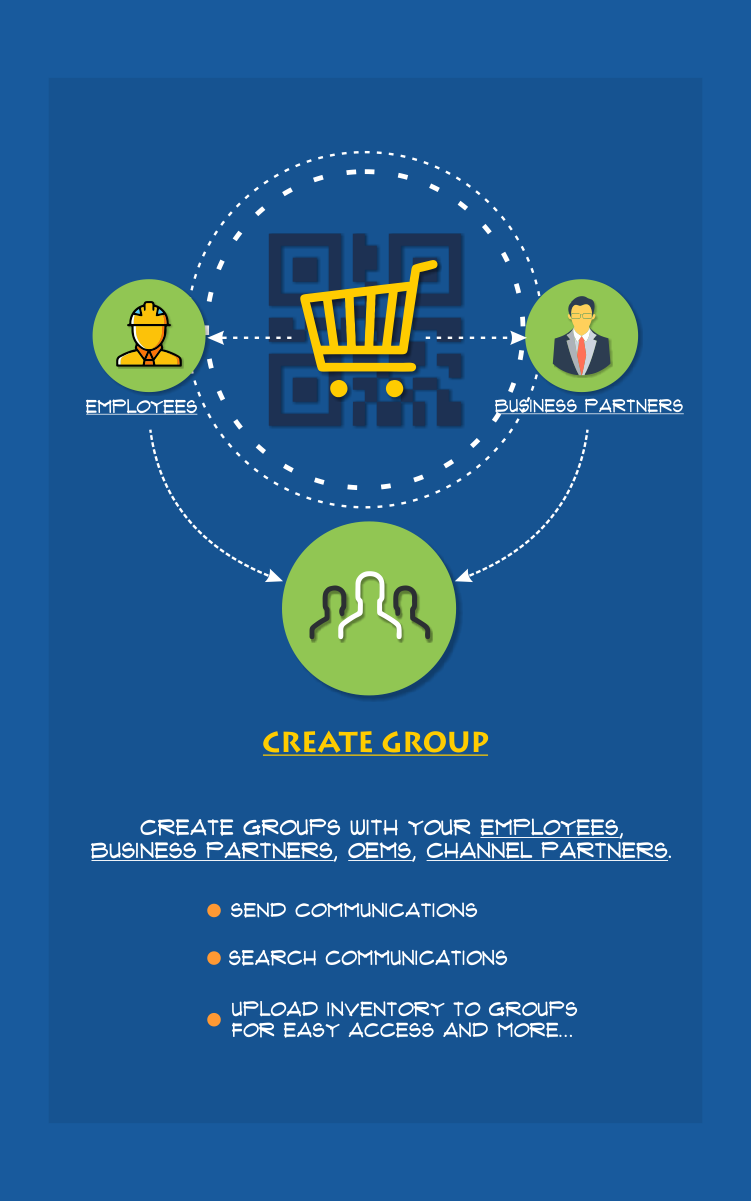 EMPLOYEES
BUSINESS PARTNERS
CREATE GROUP
CREATE GROUPS WITH YOUR EMPLOYEES,
BUSINESS PARTNERS, OEMS, CHANNEL PARTNERS.
SEND COMMUNICATIONS
SEARCH COMMUNICATIONS
UPLOAD INVENTORY TO GROUPS
FOR EASY ACCESS AND MORE...